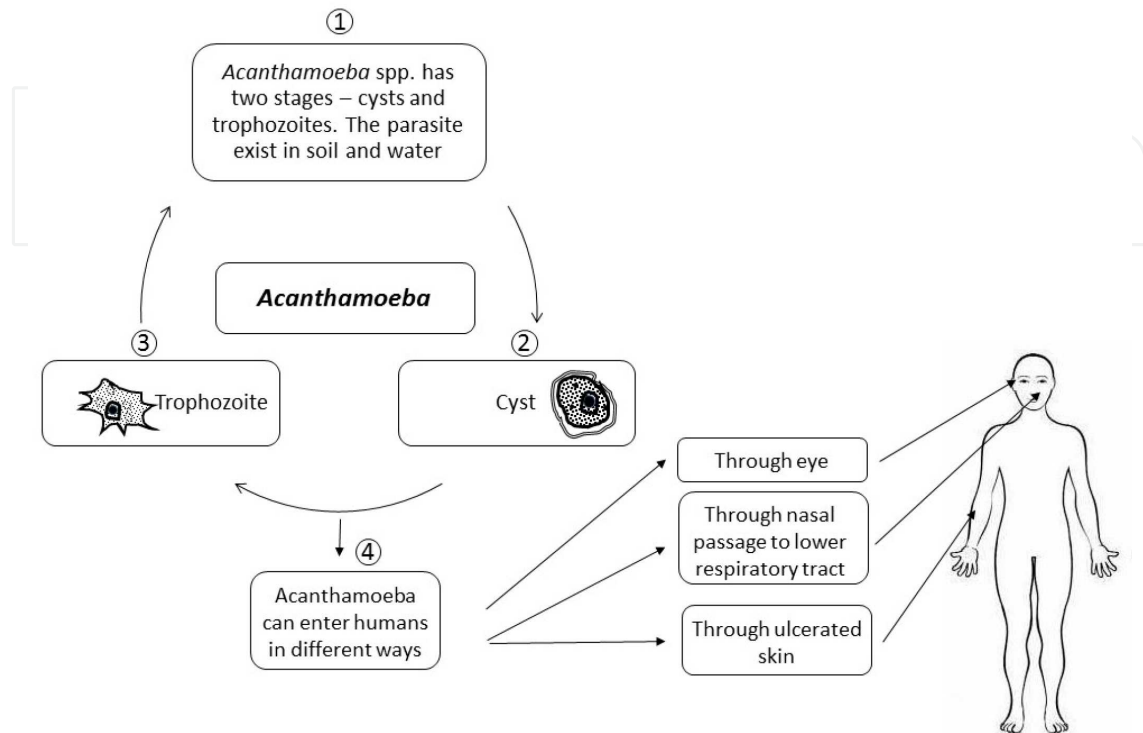 ①
Acanthamoeba spp. has
two stages – cysts and
trophozoites. The parasite
exist in soil and water
Acanthamoeba
③
Trophozoite
②
Cyst
④
Acanthamoeba
can enter humans
in different ways
Through eye
Through nasal
passage to lower
respiratory tract
Through ulcerated
skin